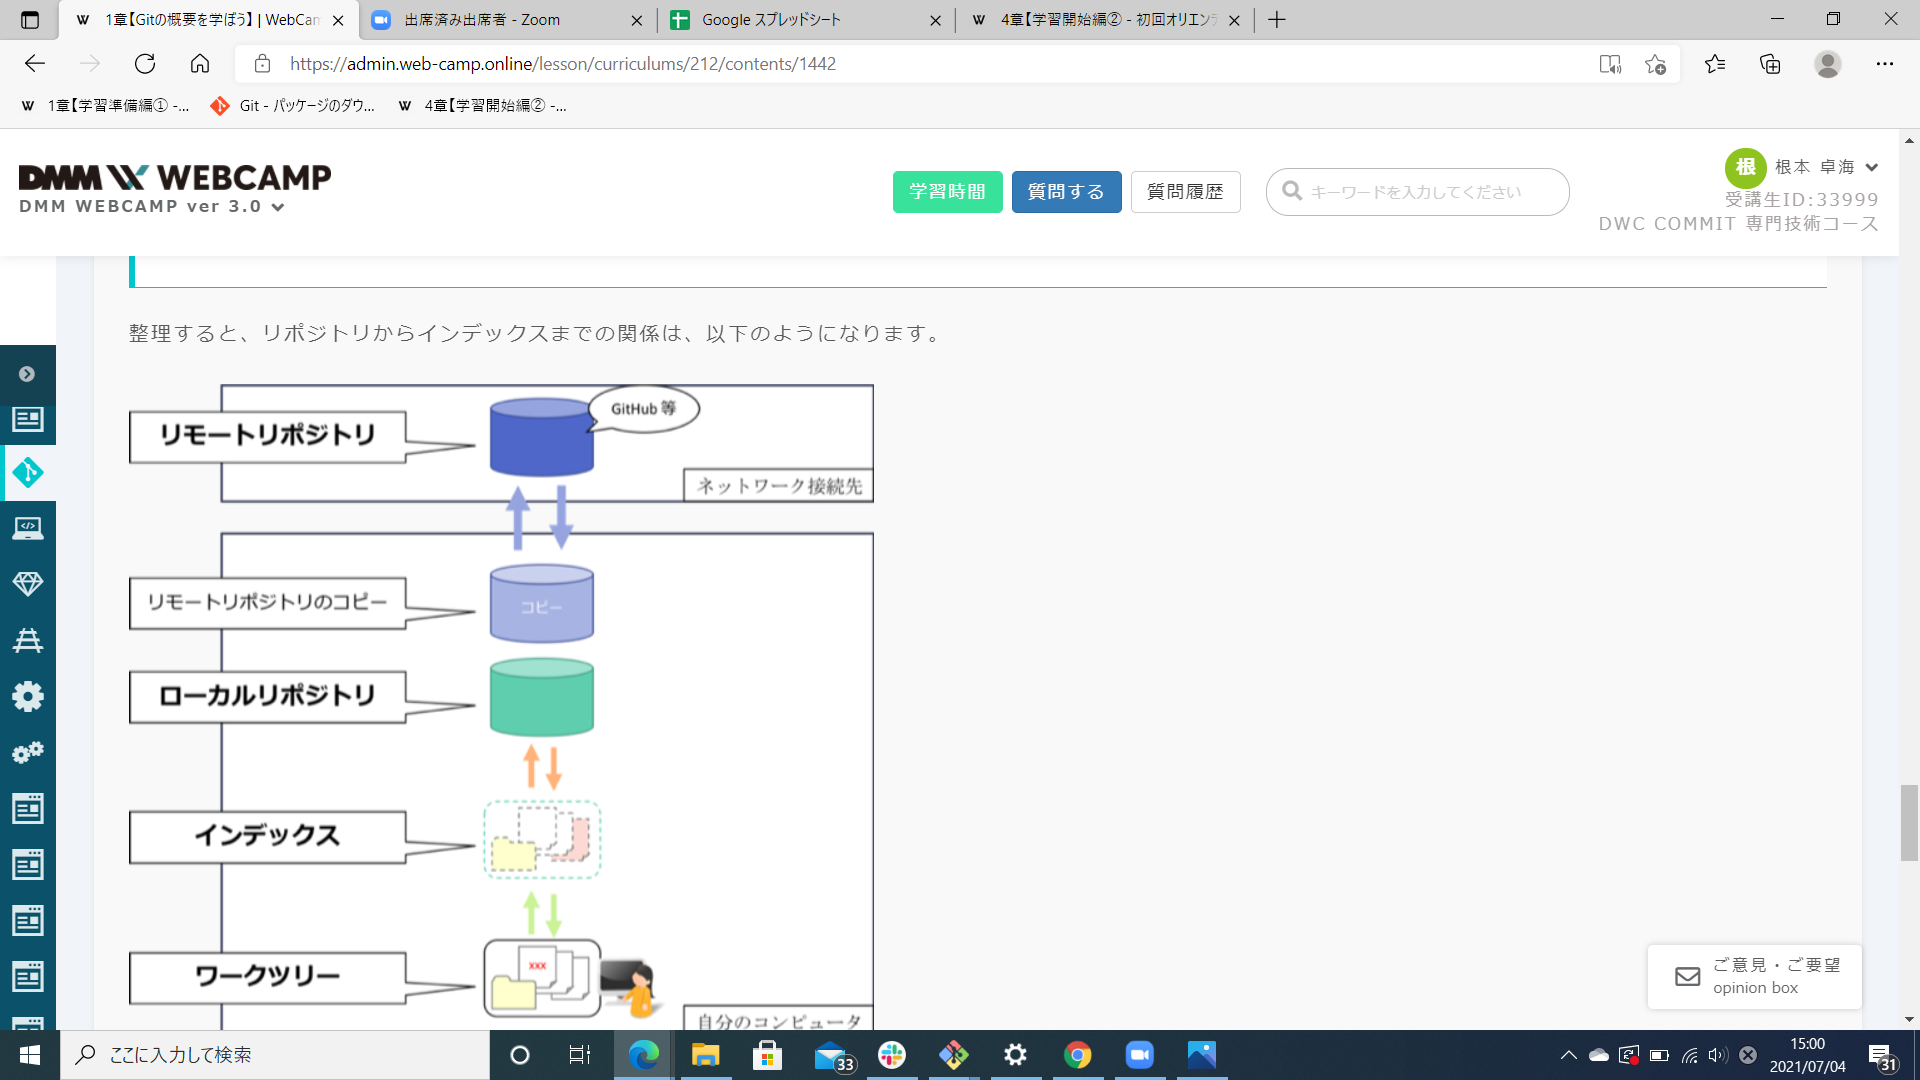 1章【Gitの概要を学ぼう】 | WebCan
出席済み出席者 - Zoom
Google スプレッドシート
4章【学習開始編② - 初回オリエンテ
https://admin.web-camp.online/lesson/curriculums/212/contents/1442
1章【学習準備編① -...
Git - パッケージのダウ...
4章【学習開始編② -...
DMM WEBCAMP
DMM WEBCAMP ver 3.0
学習時間
質問する
質問履歴
キーワードを入力してください
根
根本 卓海
受講生ID:33999
DWC COMMIT 専門技術コース
整理すると、リポジトリからインデックスまでの関係は、以下のようになります。
GitHub 等
リモートリポジトリ
ネットワーク接続先
リモートリポジトリのコピー
コピー
ローカルリポジトリ
インデックス
ワークツリー
xxx
自分のコンピュータ
ご意見・ご要望
opinion box
ここに入力して検索
33
15:00
2021/07/04
31